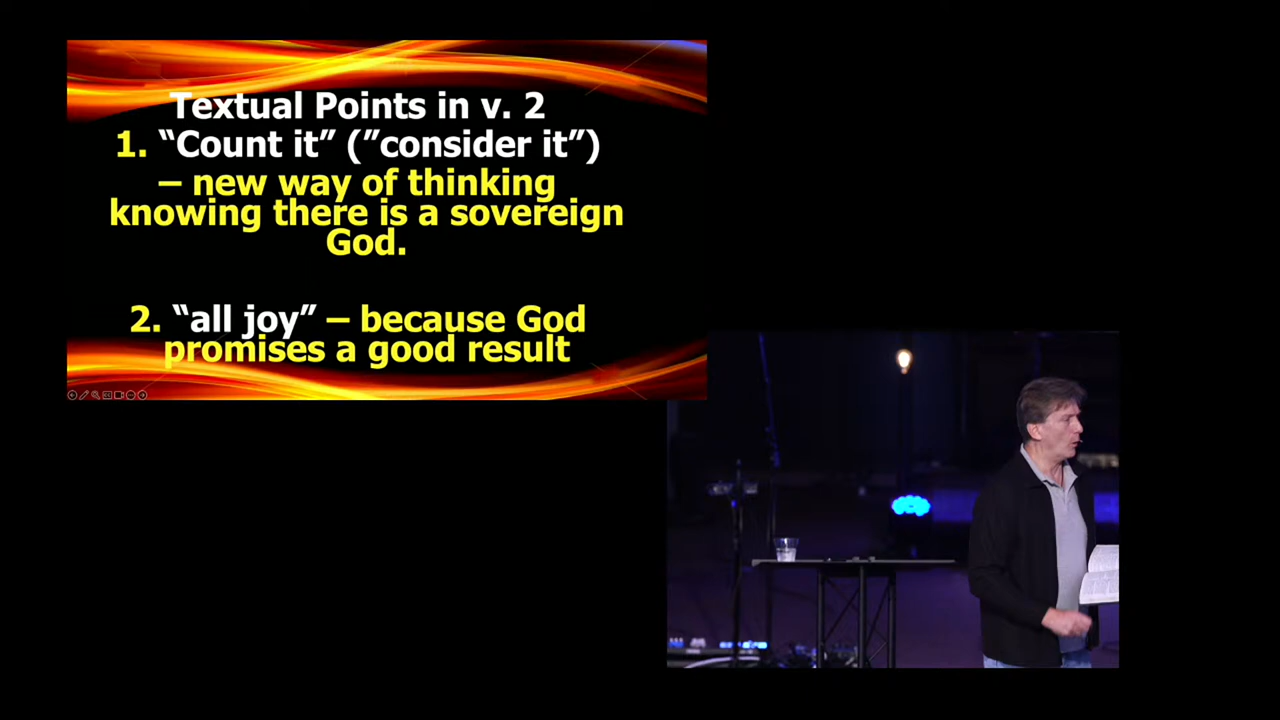 Textual Points in v. 2
1. “Count it” (”consider it”)
– new way of thinking
knowing there is a sovereign
God.
2. “all joy” – because God
promises a good result